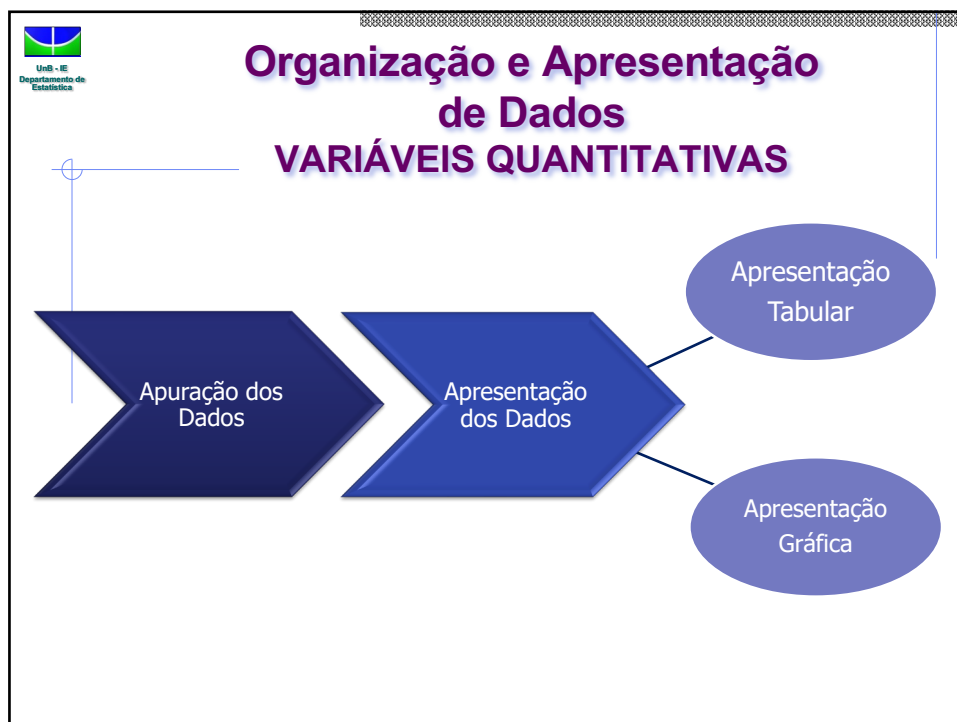 UnB - IE
Departamento de
Estatística
Organização e Apresentação
de Dados
VARIÁVEIS QUANTITATIVAS
Apuração dos
Dados
Apresentação
dos Dados
Apresentação
Tabular
Apresentação
Gráfica